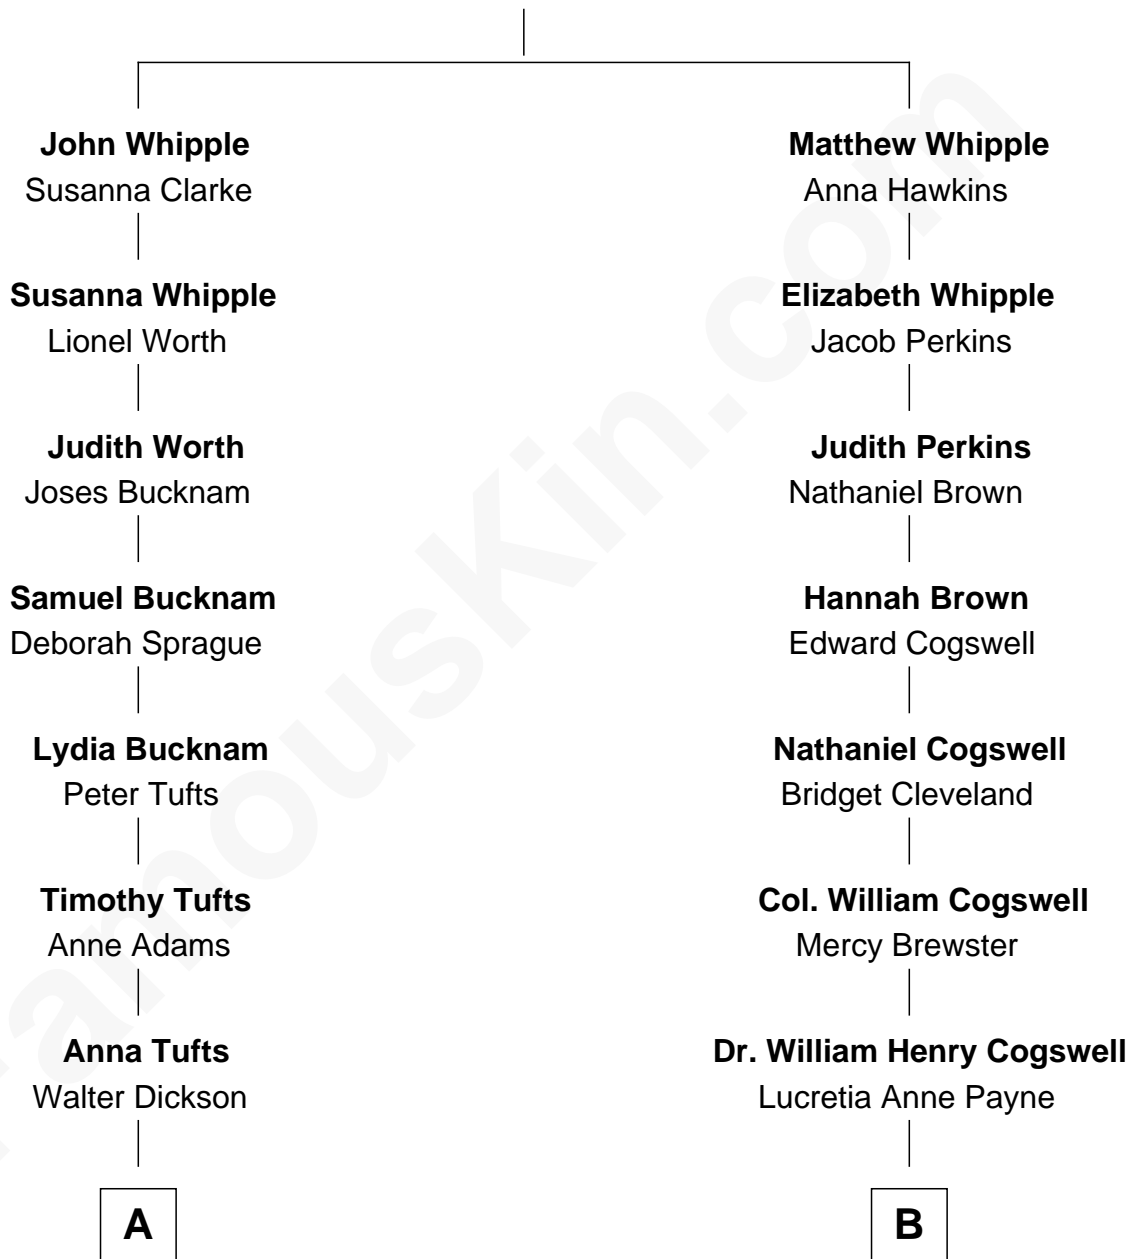 John Whipple
Susanna Clarke
Susanna Whipple
Lionel Worth
Judith Worth
Joses Bucknam
Samuel Bucknam
Deborah Sprague
Lydia Bucknam
Peter Tufts
Timothy Tufts
Anne Adams
Anna Tufts
Walter Dickson
A
Matthew Whipple
Anna Hawkins
Elizabeth Whipple
Jacob Perkins
Judith Perkins
Nathaniel Brown
Hannah Brown
Edward Cogswell
Nathaniel Cogswell
Bridget Cleveland
Col. William Cogswell
Mercy Brewster
Dr. William Henry Cogswell
Lucretia Anne Payne
B
FamousKin.com